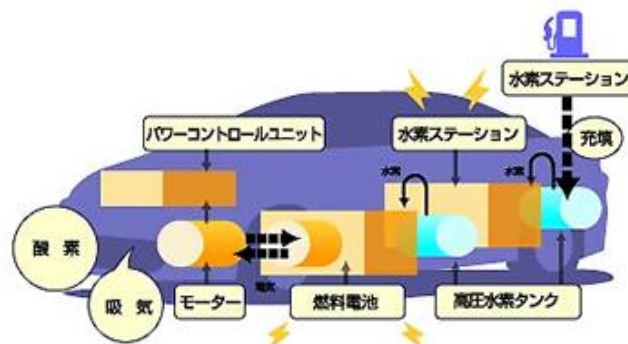 水素ステーション
パワーコントロールユニット
水素ステーション
充填
水素
水素
酸 素
吸 気
モーター
電気
燃料電池
高圧水素タンク